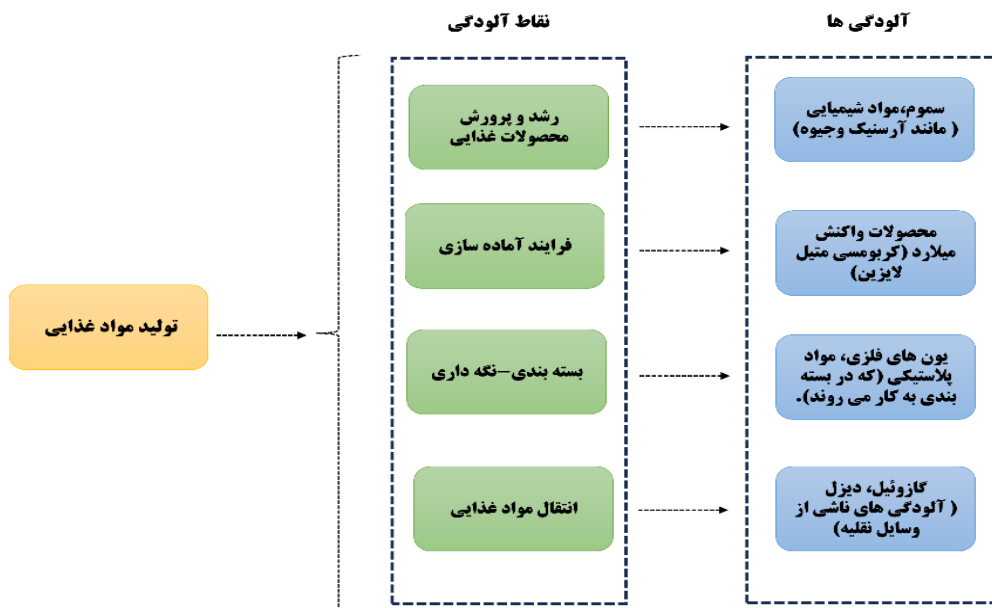 آلودگی ها
نقاط آلودگی
تولید مواد غذایی
رشد و پرورش
محصولات غذایی
سموم،مواد شیمیایی
( مانند آرسنیک وجیوه)
فرایند آماده سازی
محصولات واکنش
میلارد (کربومسی متیل
لایزین)
بسته بندی–نگه داری
یون های فلزی، مواد
پلاستیکی (که در بسته
بندی به کار می روند).
انتقال مواد غذایی
گازوئیل، دیزل
( آلودگی های ناشی از
وسایل نقلیه)